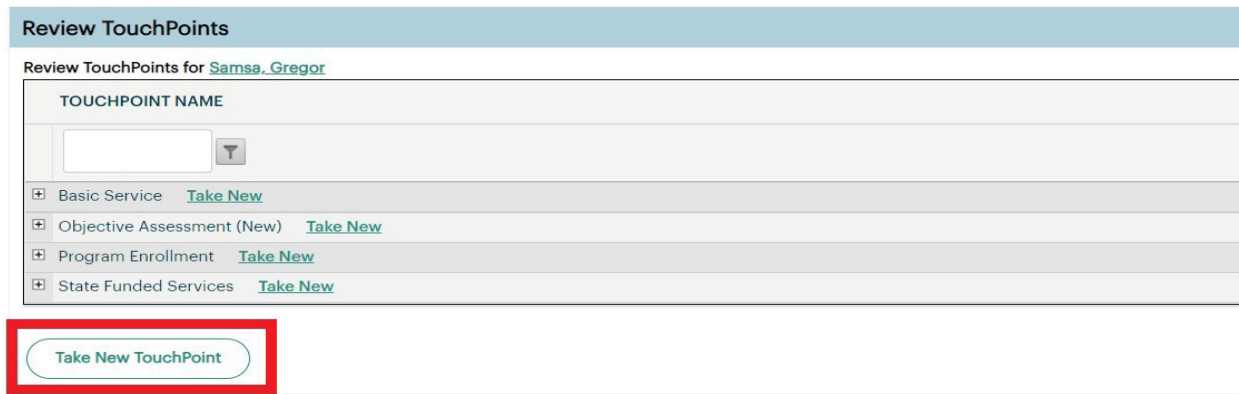 Review TouchPoints
Review TouchPoints for Samsa, Gregor
TOUCHPOINT NAME
Basic Service Take New
Objective Assessment (New) Take New
Program Enrollment Take New
State Funded Services Take New
Take New TouchPoint